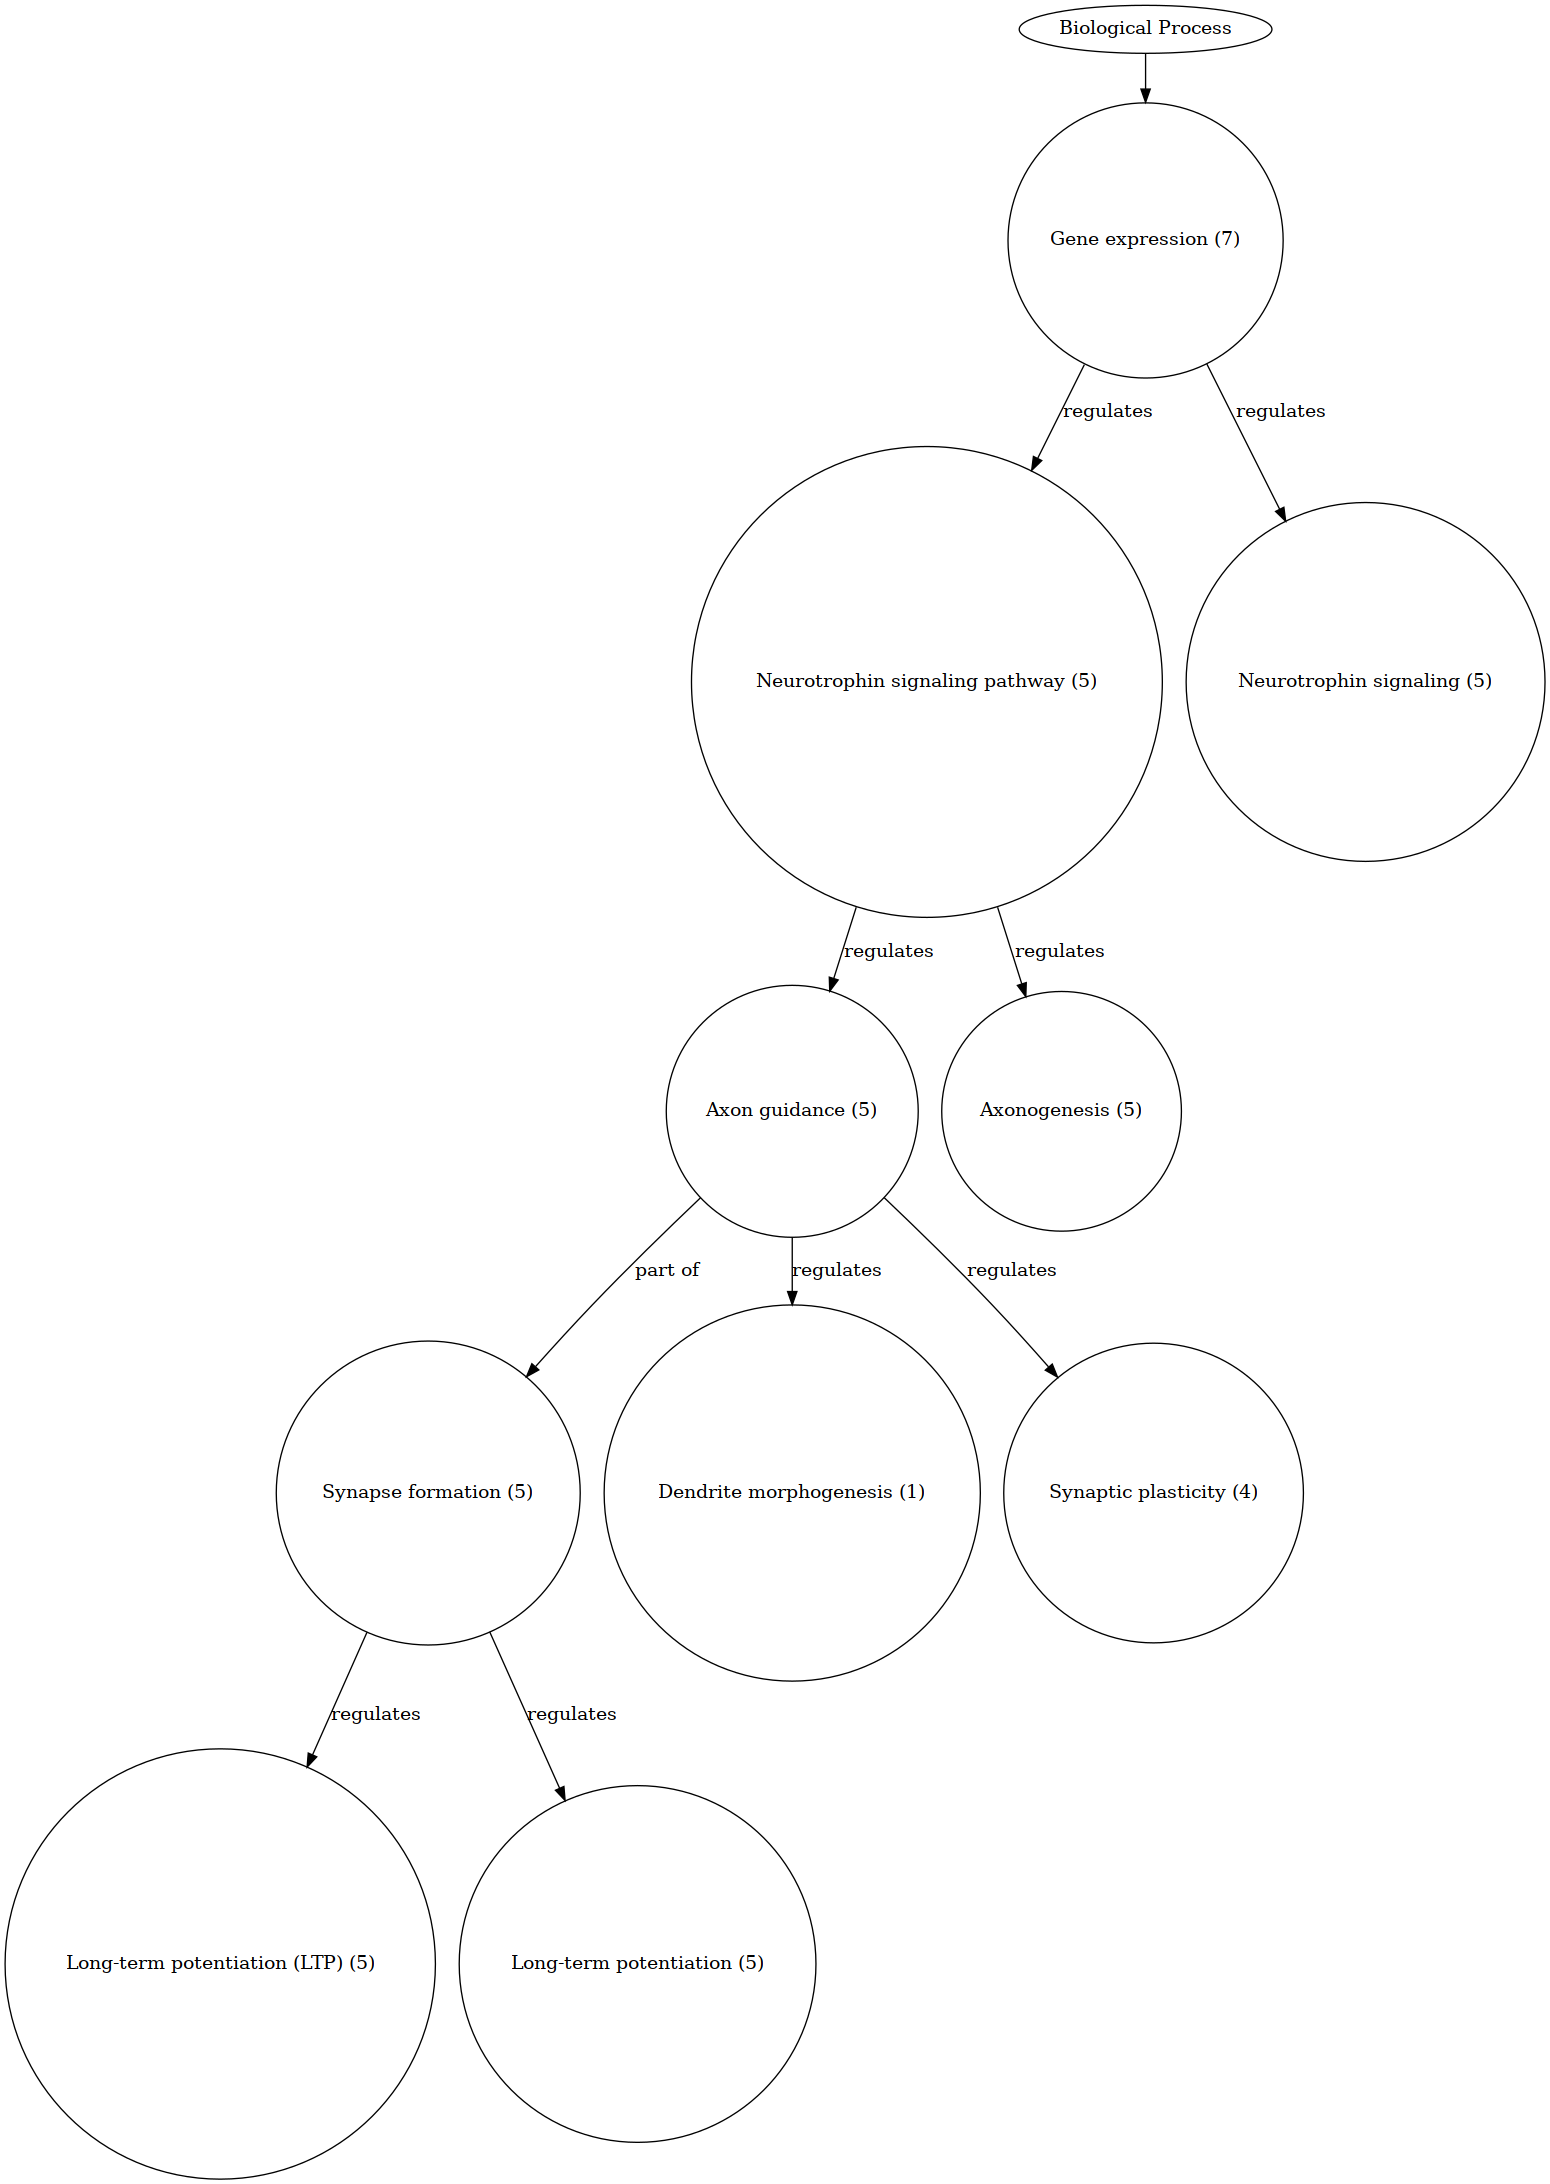 Biological Process
Gene expression (7)
regulates
regulates
Neurotrophin signaling pathway (5)
Neurotrophin signaling (5)
regulates
regulates
Axon guidance (5)
Axonogenesis (5)
part of
regulates
regulates
Synapse formation (5)
Dendrite morphogenesis (1)
Synaptic plasticity (4)
regulates
regulates
Long-term potentiation (LTP) (5)
Long-term potentiation (5)